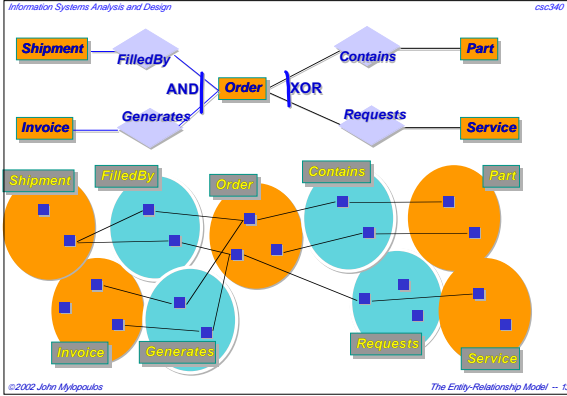 Information Systems Analysis and Design csc340
Shipment FilledBy Contains Part
AND Order XOR
Invoice Generates Requests Service
Shipment FilledBy Order Contains Part
Invoice Generates Requests Service
©2002 John Mylopoulos The Entity-Relationship Model -- 13